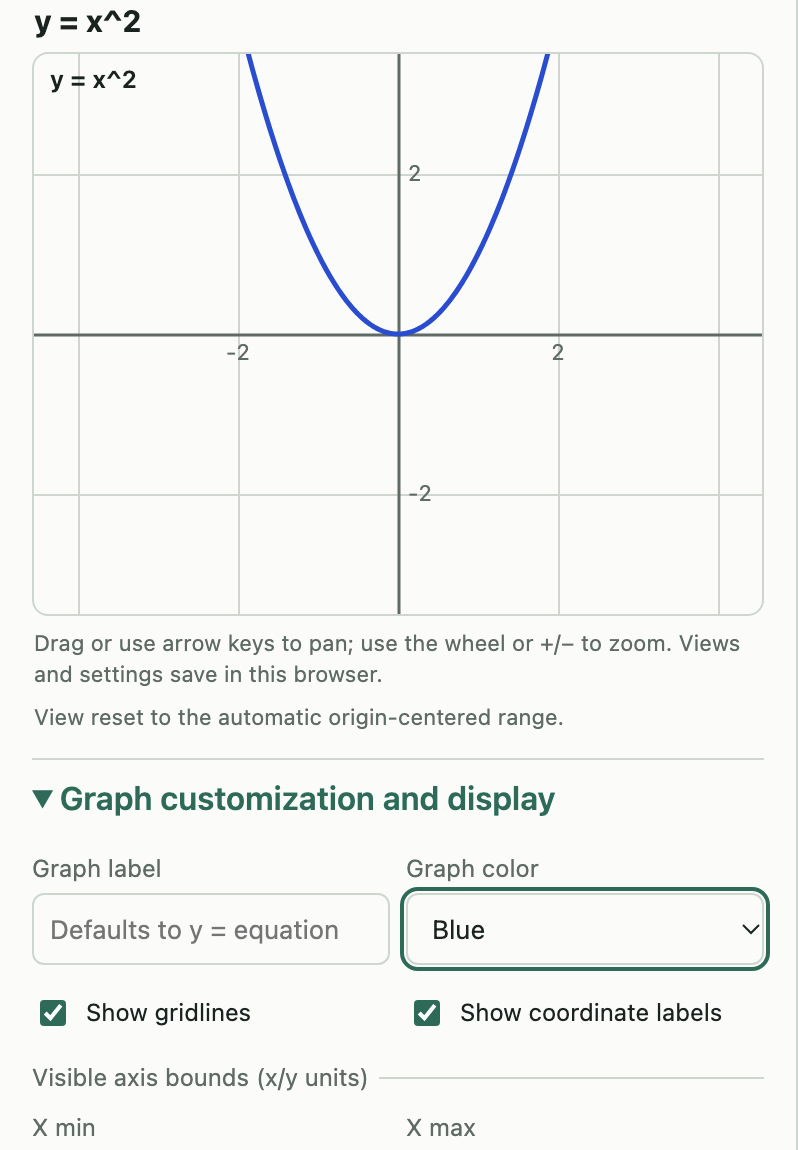 y = x^2
y = x^2
2
-2
2
-2
Drag or use arrow keys to pan; use the wheel or +/– to zoom. Views
and settings save in this browser.
View reset to the automatic origin-centered range.
▼ Graph customization and display
Graph label
Graph color
Defaults to y = equation
Blue
Show gridlines
Show coordinate labels
Visible axis bounds (x/y units)
X min
X max